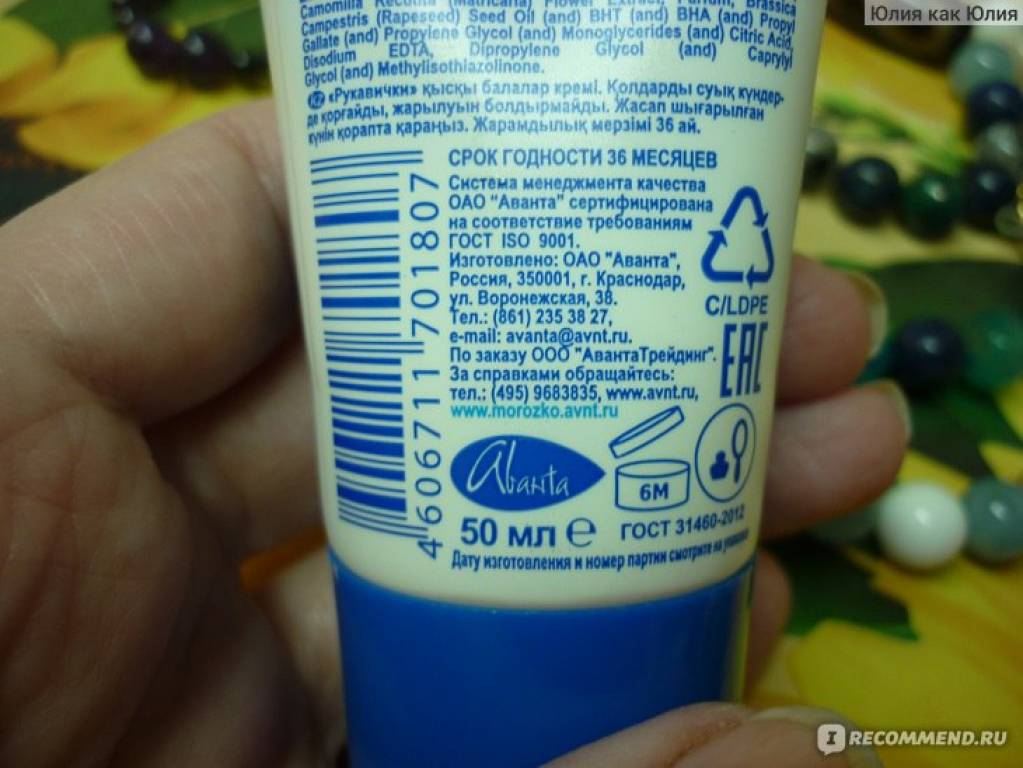 Юлия как Юлия
Camomilla Recutita (Matricaria) Flower Extract, Parfum, Brassica
Campestris (Rapeseed) Seed Oil (and) BHT (and) BHA (and) Propyl
Gallate (and) Propylene Glycol (and) Monoglycerides (and) Citric Acid,
Disodium EDTA, Dipropylene Glycol (and) Caprylyl
Glycol (and) Methylisothiazolinone.
KZ «Рукавички» қысқы балалар кремі. Қолдарды суық күндер-
де қорғайды, жарылуын болдырмайды. Жасап шығарылған
күнін қорапта қараңыз. Жарамдылық мерзімі 36 ай.
СРОК ГОДНОСТИ 36 МЕСЯЦЕВ
Система менеджмента качества
ОАО "Аванта" сертифицирована
на соответствие требованиям
ГОСТ ISO 9001.
Изготовлено: ОАО "Аванта",
Россия, 350001, г. Краснодар,
ул. Воронежская, 38.
Тел.: (861) 235 38 27,
e-mail: avanta@avnt.ru.
По заказу ООО "АвантаТрейдинг".
За справками обращайтесь:
тел.: (495) 9683835, www.avnt.ru,
www.morozko.avnt.ru
C/LDPE
EAC
4 606711 701807
Аванта
6М
50 мл е
ГОСТ 31460-2012
Дату изготовления и номер партии смотрите на упаковке
I RECOMMEND.RU